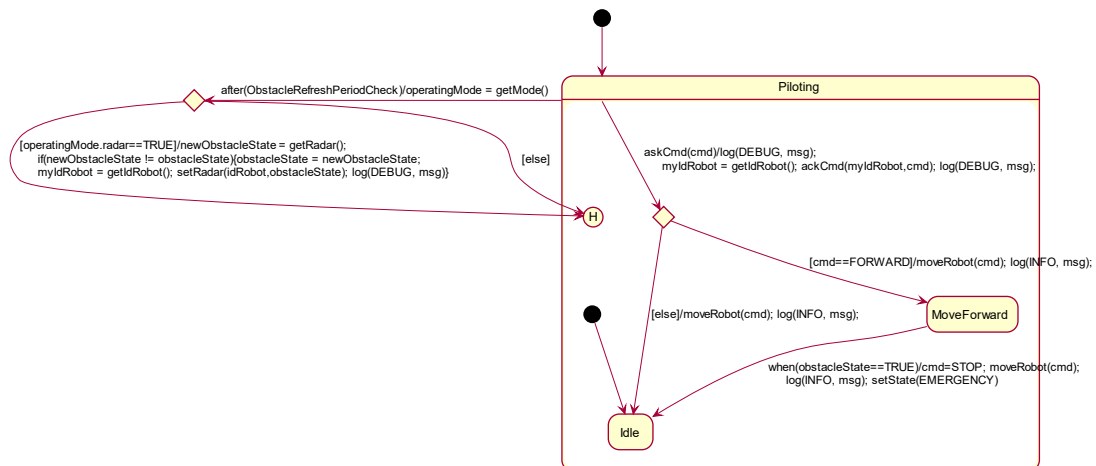 Piloting
after(ObstacleRefreshPeriodCheck)/operatingMode = getMode()
[operatingMode.radar==TRUE]/newObstacleState = getRadar();
if(newObstacleState != obstacleState){obstacleState = newObstacleState;
myIdRobot = getIdRobot(); setRadar(idRobot,obstacleState); log(DEBUG, msg)}
[else]
askCmd(cmd)/log(DEBUG, msg);
myIdRobot = getIdRobot(); ackCmd(myIdRobot,cmd); log(DEBUG, msg);
H
[cmd==FORWARD]/moveRobot(cmd); log(INFO, msg);
[else]/moveRobot(cmd); log(INFO, msg);
MoveForward
when(obstacleState==TRUE)/cmd=STOP; moveRobot(cmd);
log(INFO, msg); setState(EMERGENCY)
Idle